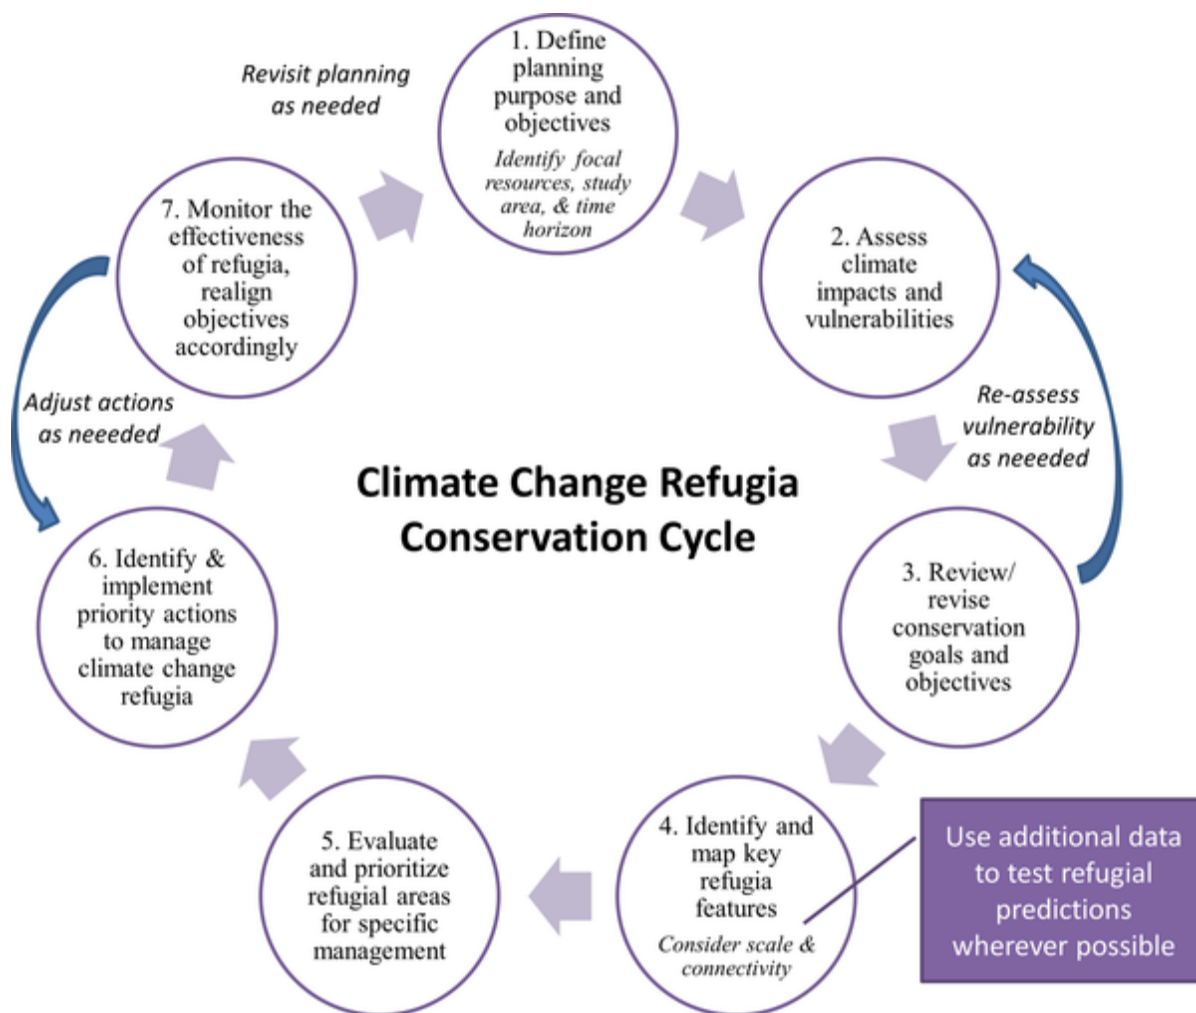 1. Define
planning
purpose and
objectives
Identify focal
resources, study
area, & time
horizon
Revisit planning
as needed
2. Assess
climate
impacts and
vulnerabilities
Re-assess
vulnerability
as neeeded
3. Review/
revise
conservation
goals and
objectives
4. Identify and
map key
refugia
features
Consider scale &
connectivity
Use additional data
to test refugial
predictions
wherever possible
5. Evaluate
and prioritize
refugial areas
for specific
management
6. Identify &
implement
priority actions
to manage
climate change
refugia
Adjust actions
as neeeded
7. Monitor the
effectiveness
of refugia,
realign
objectives
accordingly
Climate Change Refugia
Conservation Cycle